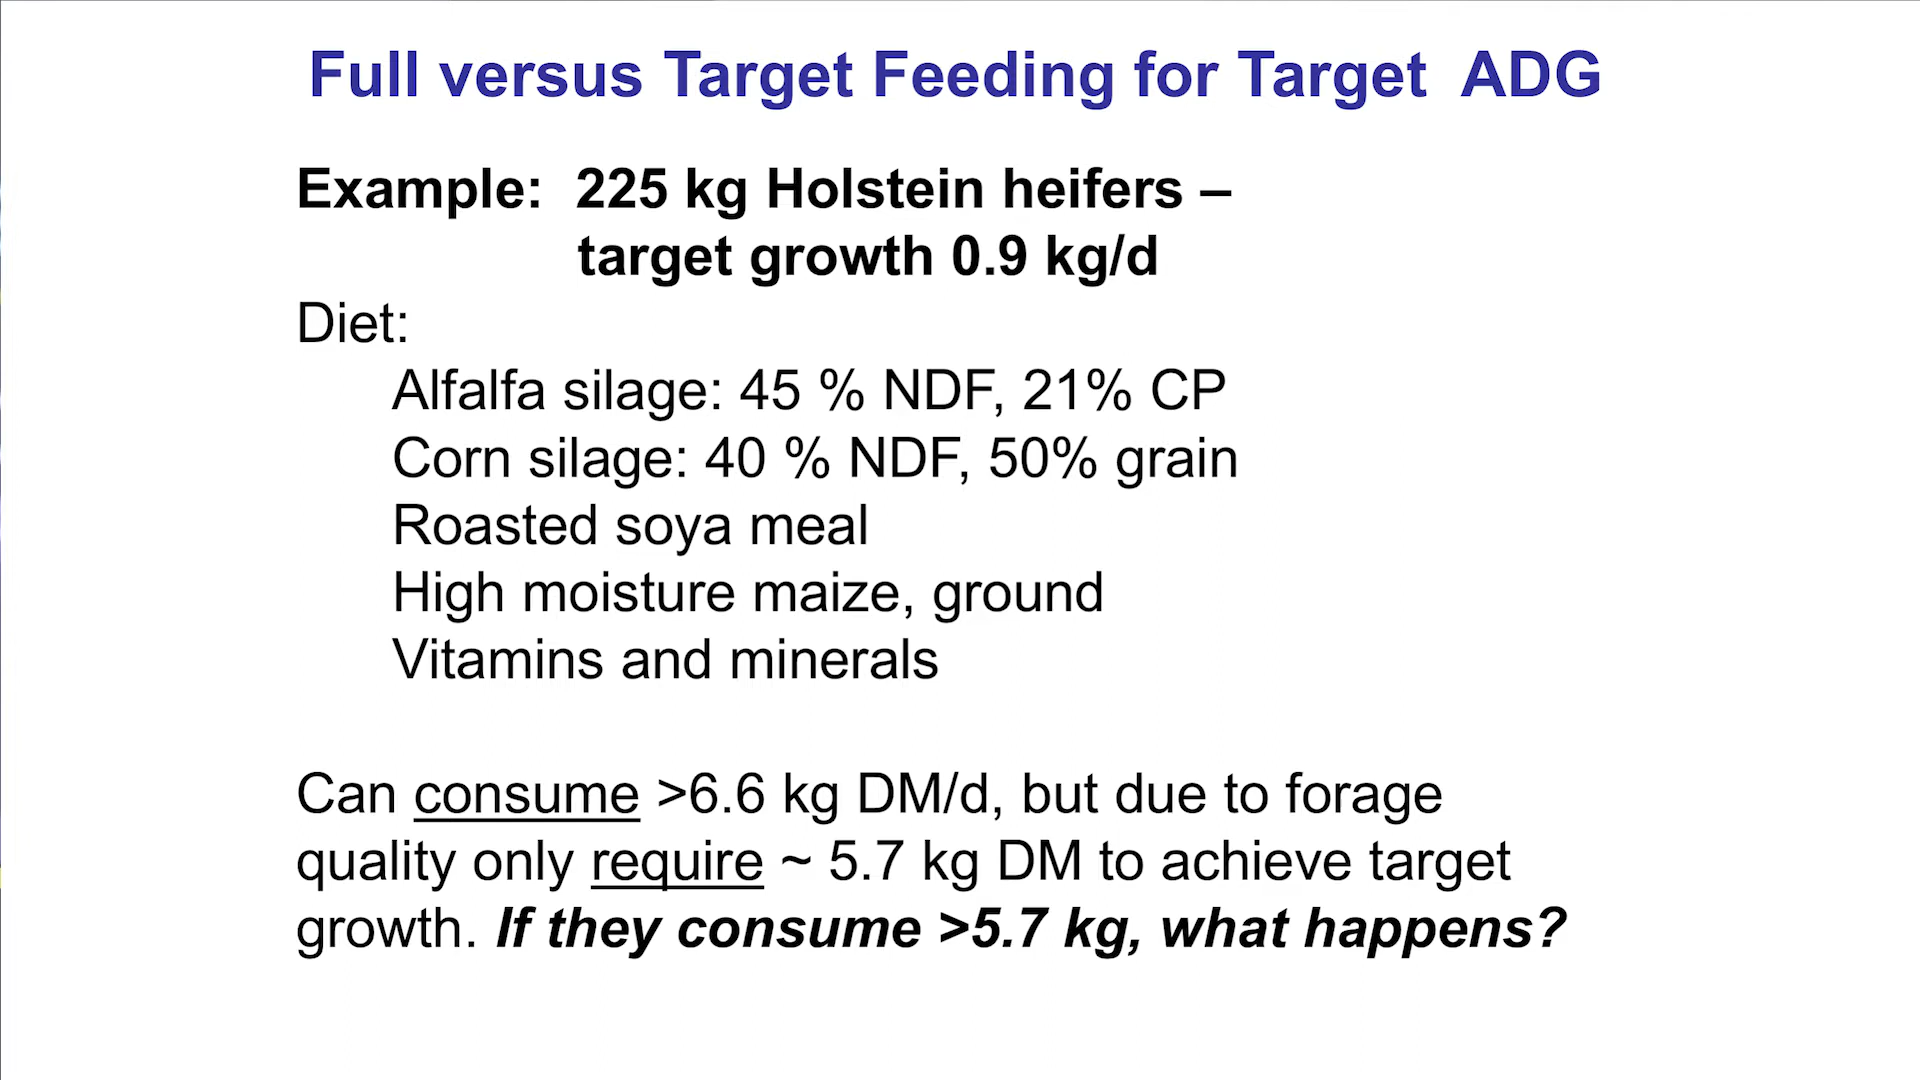 Full versus Target Feeding for Target ADG
Example: 225 kg Holstein heifers –
target growth 0.9 kg/d
Diet:
Alfalfa silage: 45 % NDF, 21% CP
Corn silage: 40 % NDF, 50% grain
Roasted soya meal
High moisture maize, ground
Vitamins and minerals
Can consume >6.6 kg DM/d, but due to forage
quality only require ~ 5.7 kg DM to achieve target
growth. If they consume >5.7 kg, what happens?